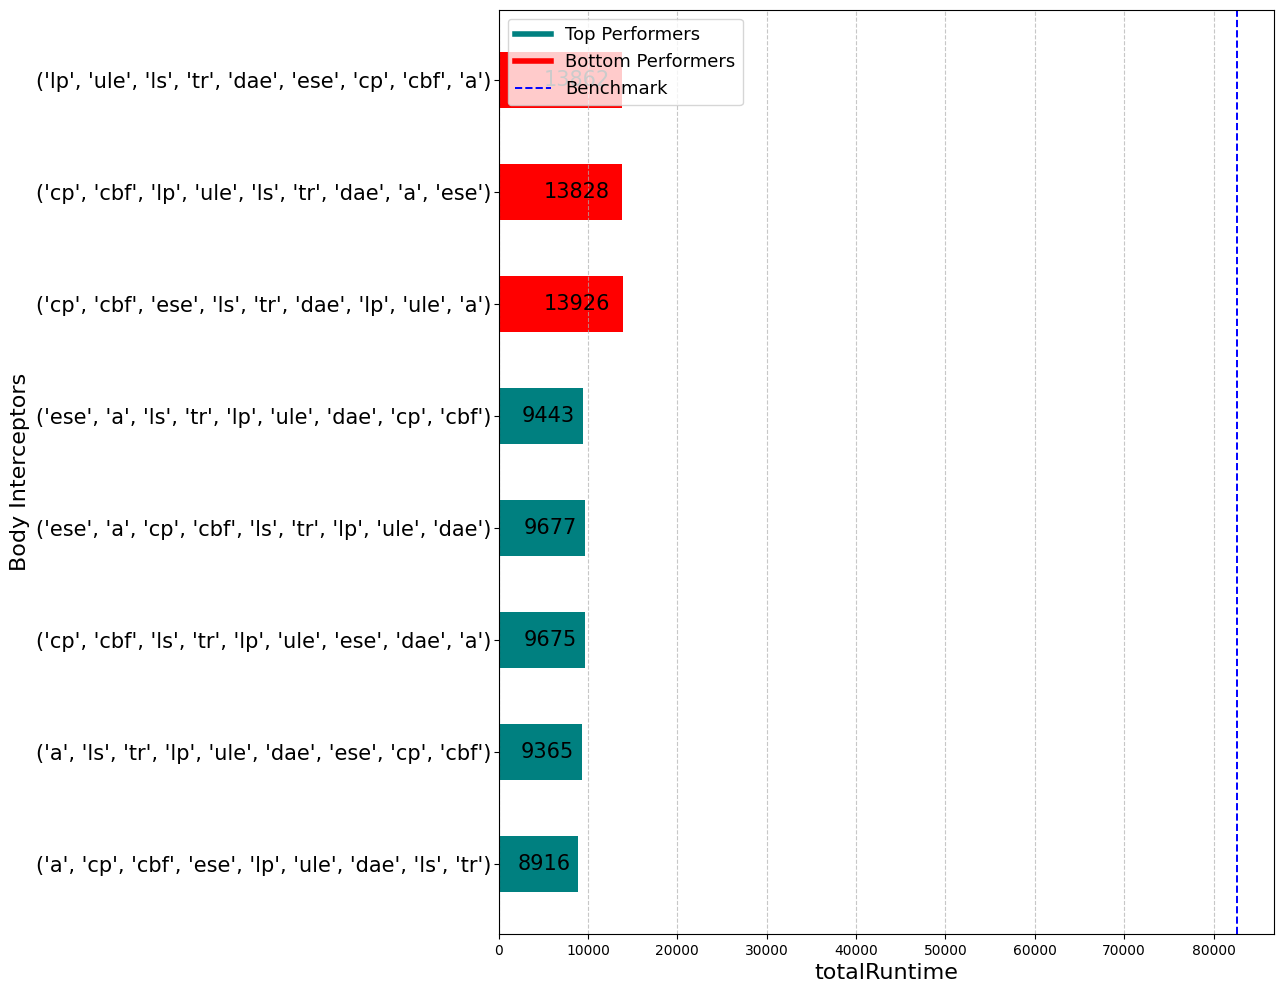 Top Performers
Bottom Performers
Benchmark
('lp', 'ule', 'ls', 'tr', 'dae', 'ese', 'cp', 'cbf', 'a')
13862
('cp', 'cbf', 'lp', 'ule', 'ls', 'tr', 'dae', 'a', 'ese')
13828
('cp', 'cbf', 'ese', 'ls', 'tr', 'dae', 'lp', 'ule', 'a')
13926
('ese', 'a', 'ls', 'tr', 'lp', 'ule', 'dae', 'cp', 'cbf')
9443
('ese', 'a', 'cp', 'cbf', 'ls', 'tr', 'lp', 'ule', 'dae')
9677
('cp', 'cbf', 'ls', 'tr', 'lp', 'ule', 'ese', 'dae', 'a')
9675
('a', 'ls', 'tr', 'lp', 'ule', 'dae', 'ese', 'cp', 'cbf')
9365
('a', 'cp', 'cbf', 'ese', 'lp', 'ule', 'dae', 'ls', 'tr')
8916
Body Interceptors
0 10000 20000 30000 40000 50000 60000 70000 80000
totalRuntime